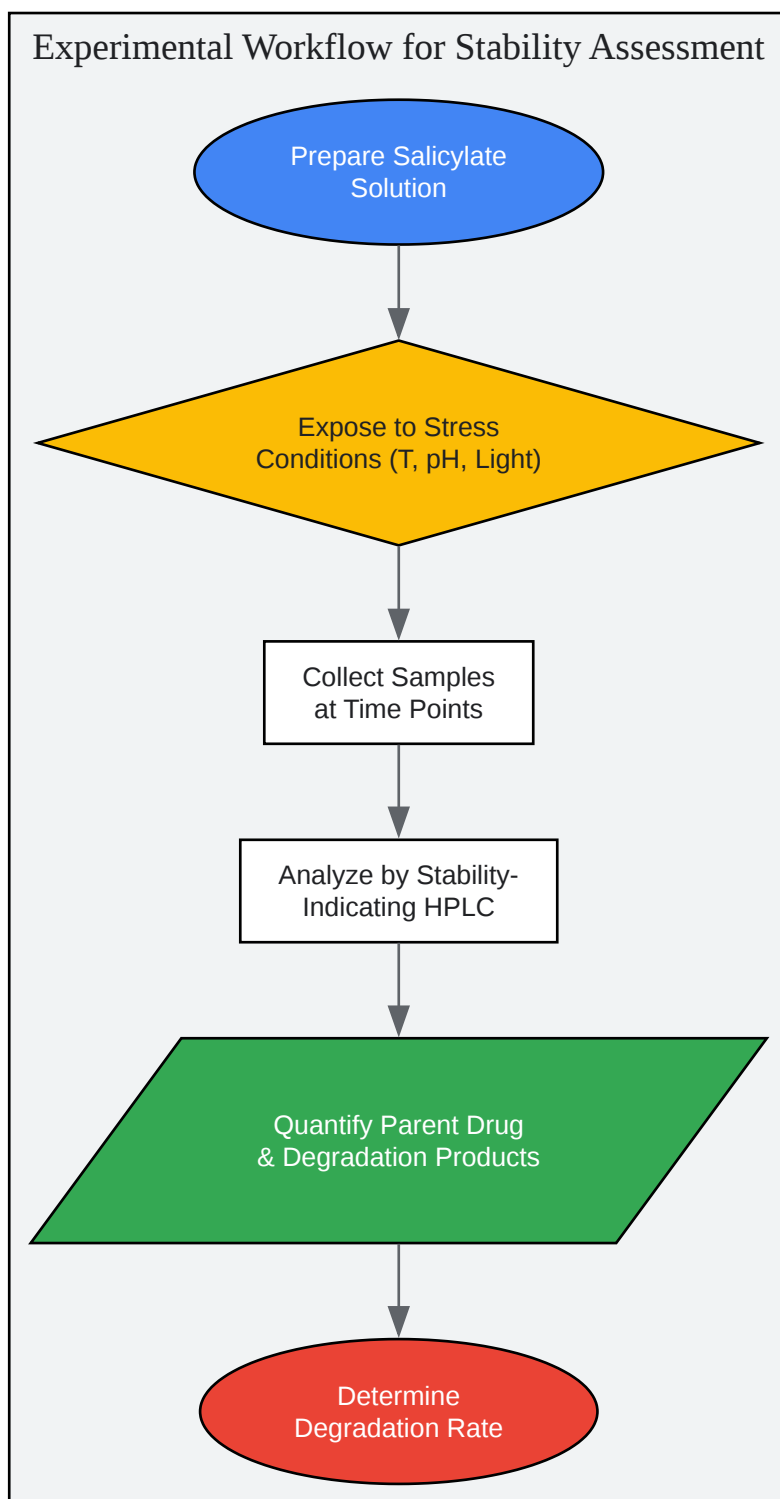 Experimental Workflow for Stability Assessment
Prepare Salicylate
Solution
Expose to Stress
Conditions (T, pH, Light)
Collect Samples
at Time Points
Analyze by Stability-
Indicating HPLC
Quantify Parent Drug
& Degradation Products
Determine
Degradation Rate